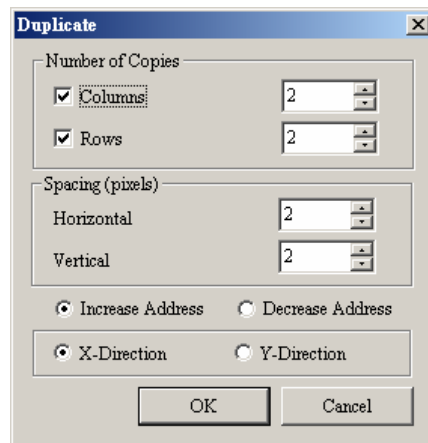 Duplicate
Number of Copies
Columns 2
Rows 2
Spacing (pixels)
Horizontal 2
Vertical 2
Increase Address Decrease Address
X-Direction Y-Direction
OK Cancel